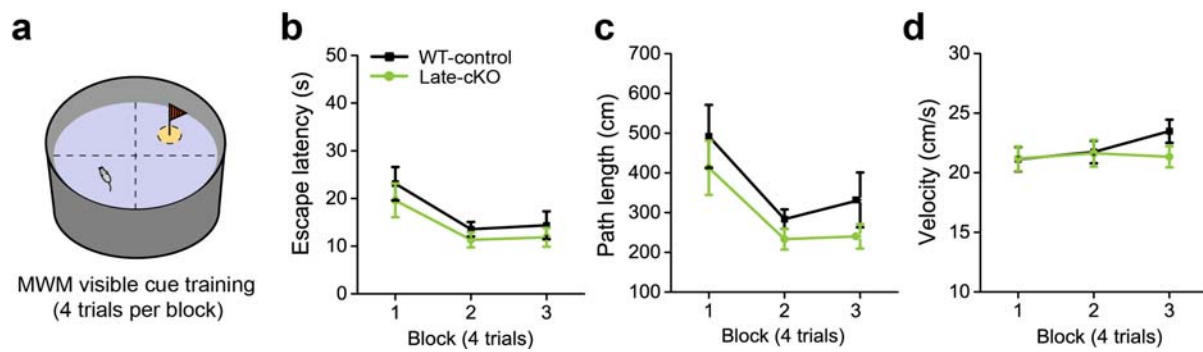 a
MWM visible cue training
(4 trials per block)
b
Escape latency (s)
50
40
30
20
10
0
WT-control
Late-cKO
1 2 3
Block (4 trials)
c
Path length (cm)
700
600
500
400
300
200
100
1 2 3
Block (4 trials)
d
Velocity (cm/s)
30
25
20
15
10
1 2 3
Block (4 trials)